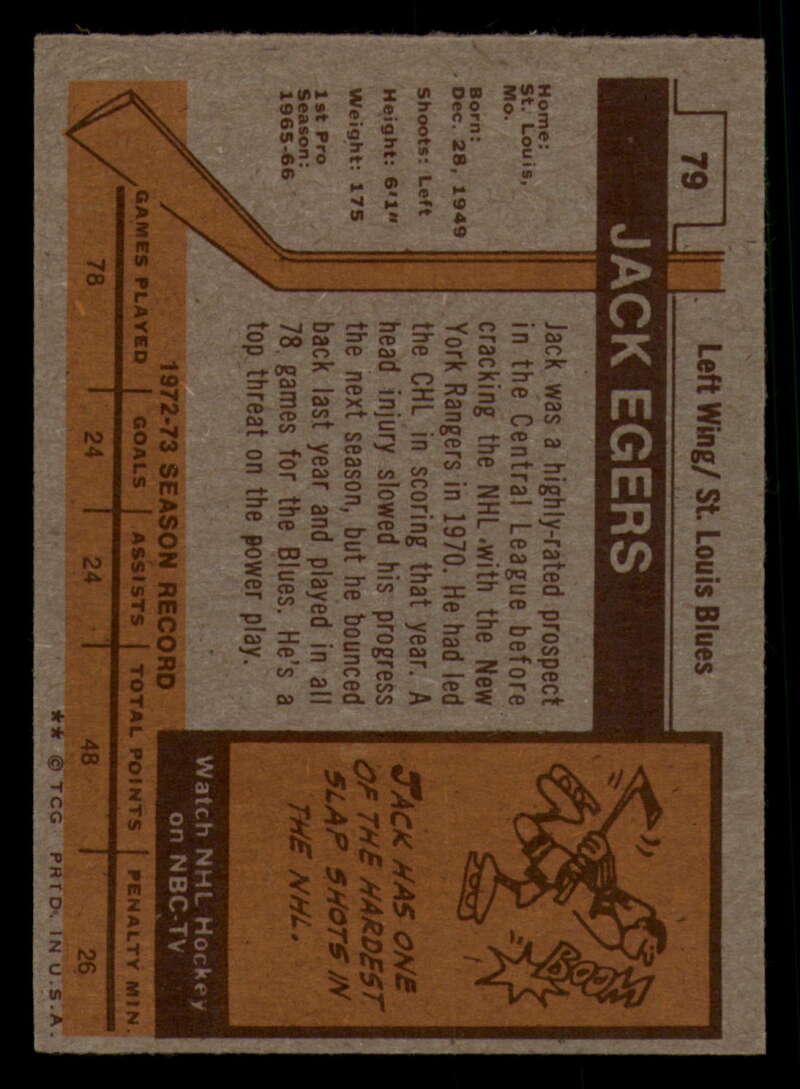 79
Left Wing/ St. Louis Blues
JACK EGERS
Home:
St. Louis,
Mo.
Born:
Dec. 28, 1949
Shoots: Left
Height: 6'1"
Weight: 175
1st Pro
Season:
1965-66
Jack was a highly-rated prospect
in the Central League before
cracking the NHL with the New
York Rangers in 1970. He had led
the CHL in scoring that year. A
head injury slowed his progress
the next season, but he bounced
back last year and played in all
78 games for the Blues. He's a
top threat on the power play.
BOOM
JACK HAS ONE
OF THE HARDEST
SLAP SHOTS IN
THE NHL.
Watch NHL Hockey
on NBC-TV
1972-73 SEASON RECORD
GAMES PLAYED GOALS ASSISTS TOTAL POINTS PENALTY MIN.
78 24 24 48 26
** © TCG PRTD. IN U.S.A.